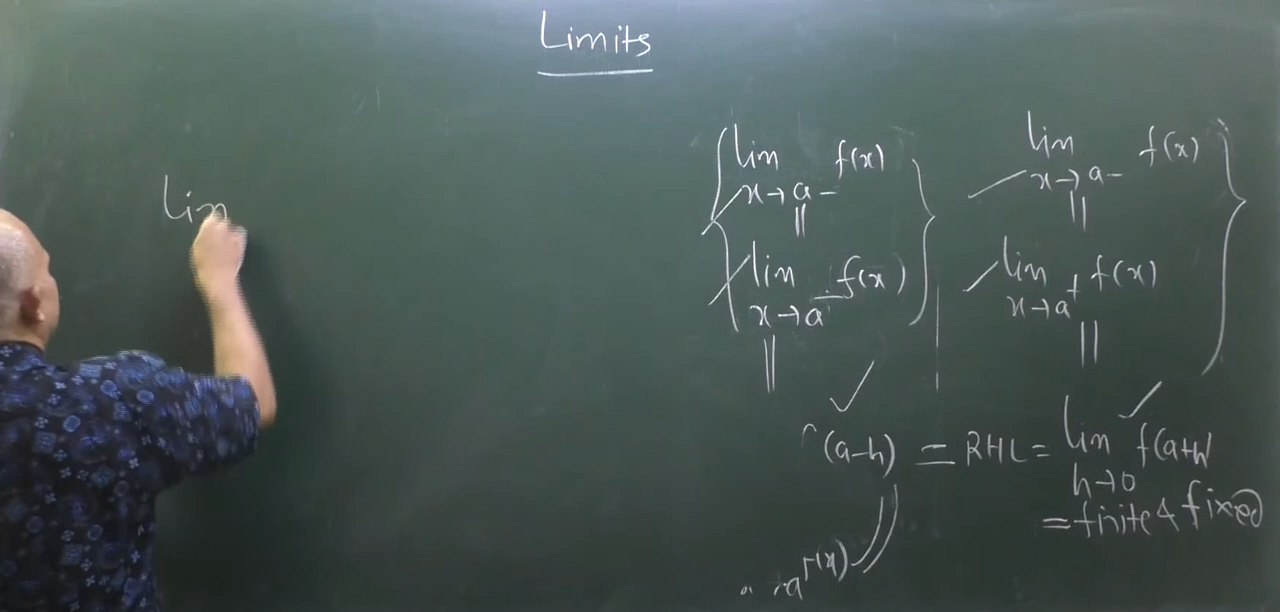 Limits
Lim
lim f(x)
x→a-
||
lim f(x)
x→a+
||
lim f(x)
x→a-
||
lim f(x)
x→a+
||
(a-h) = RHL = lim f(a+h)
h→0
= finite & fixed